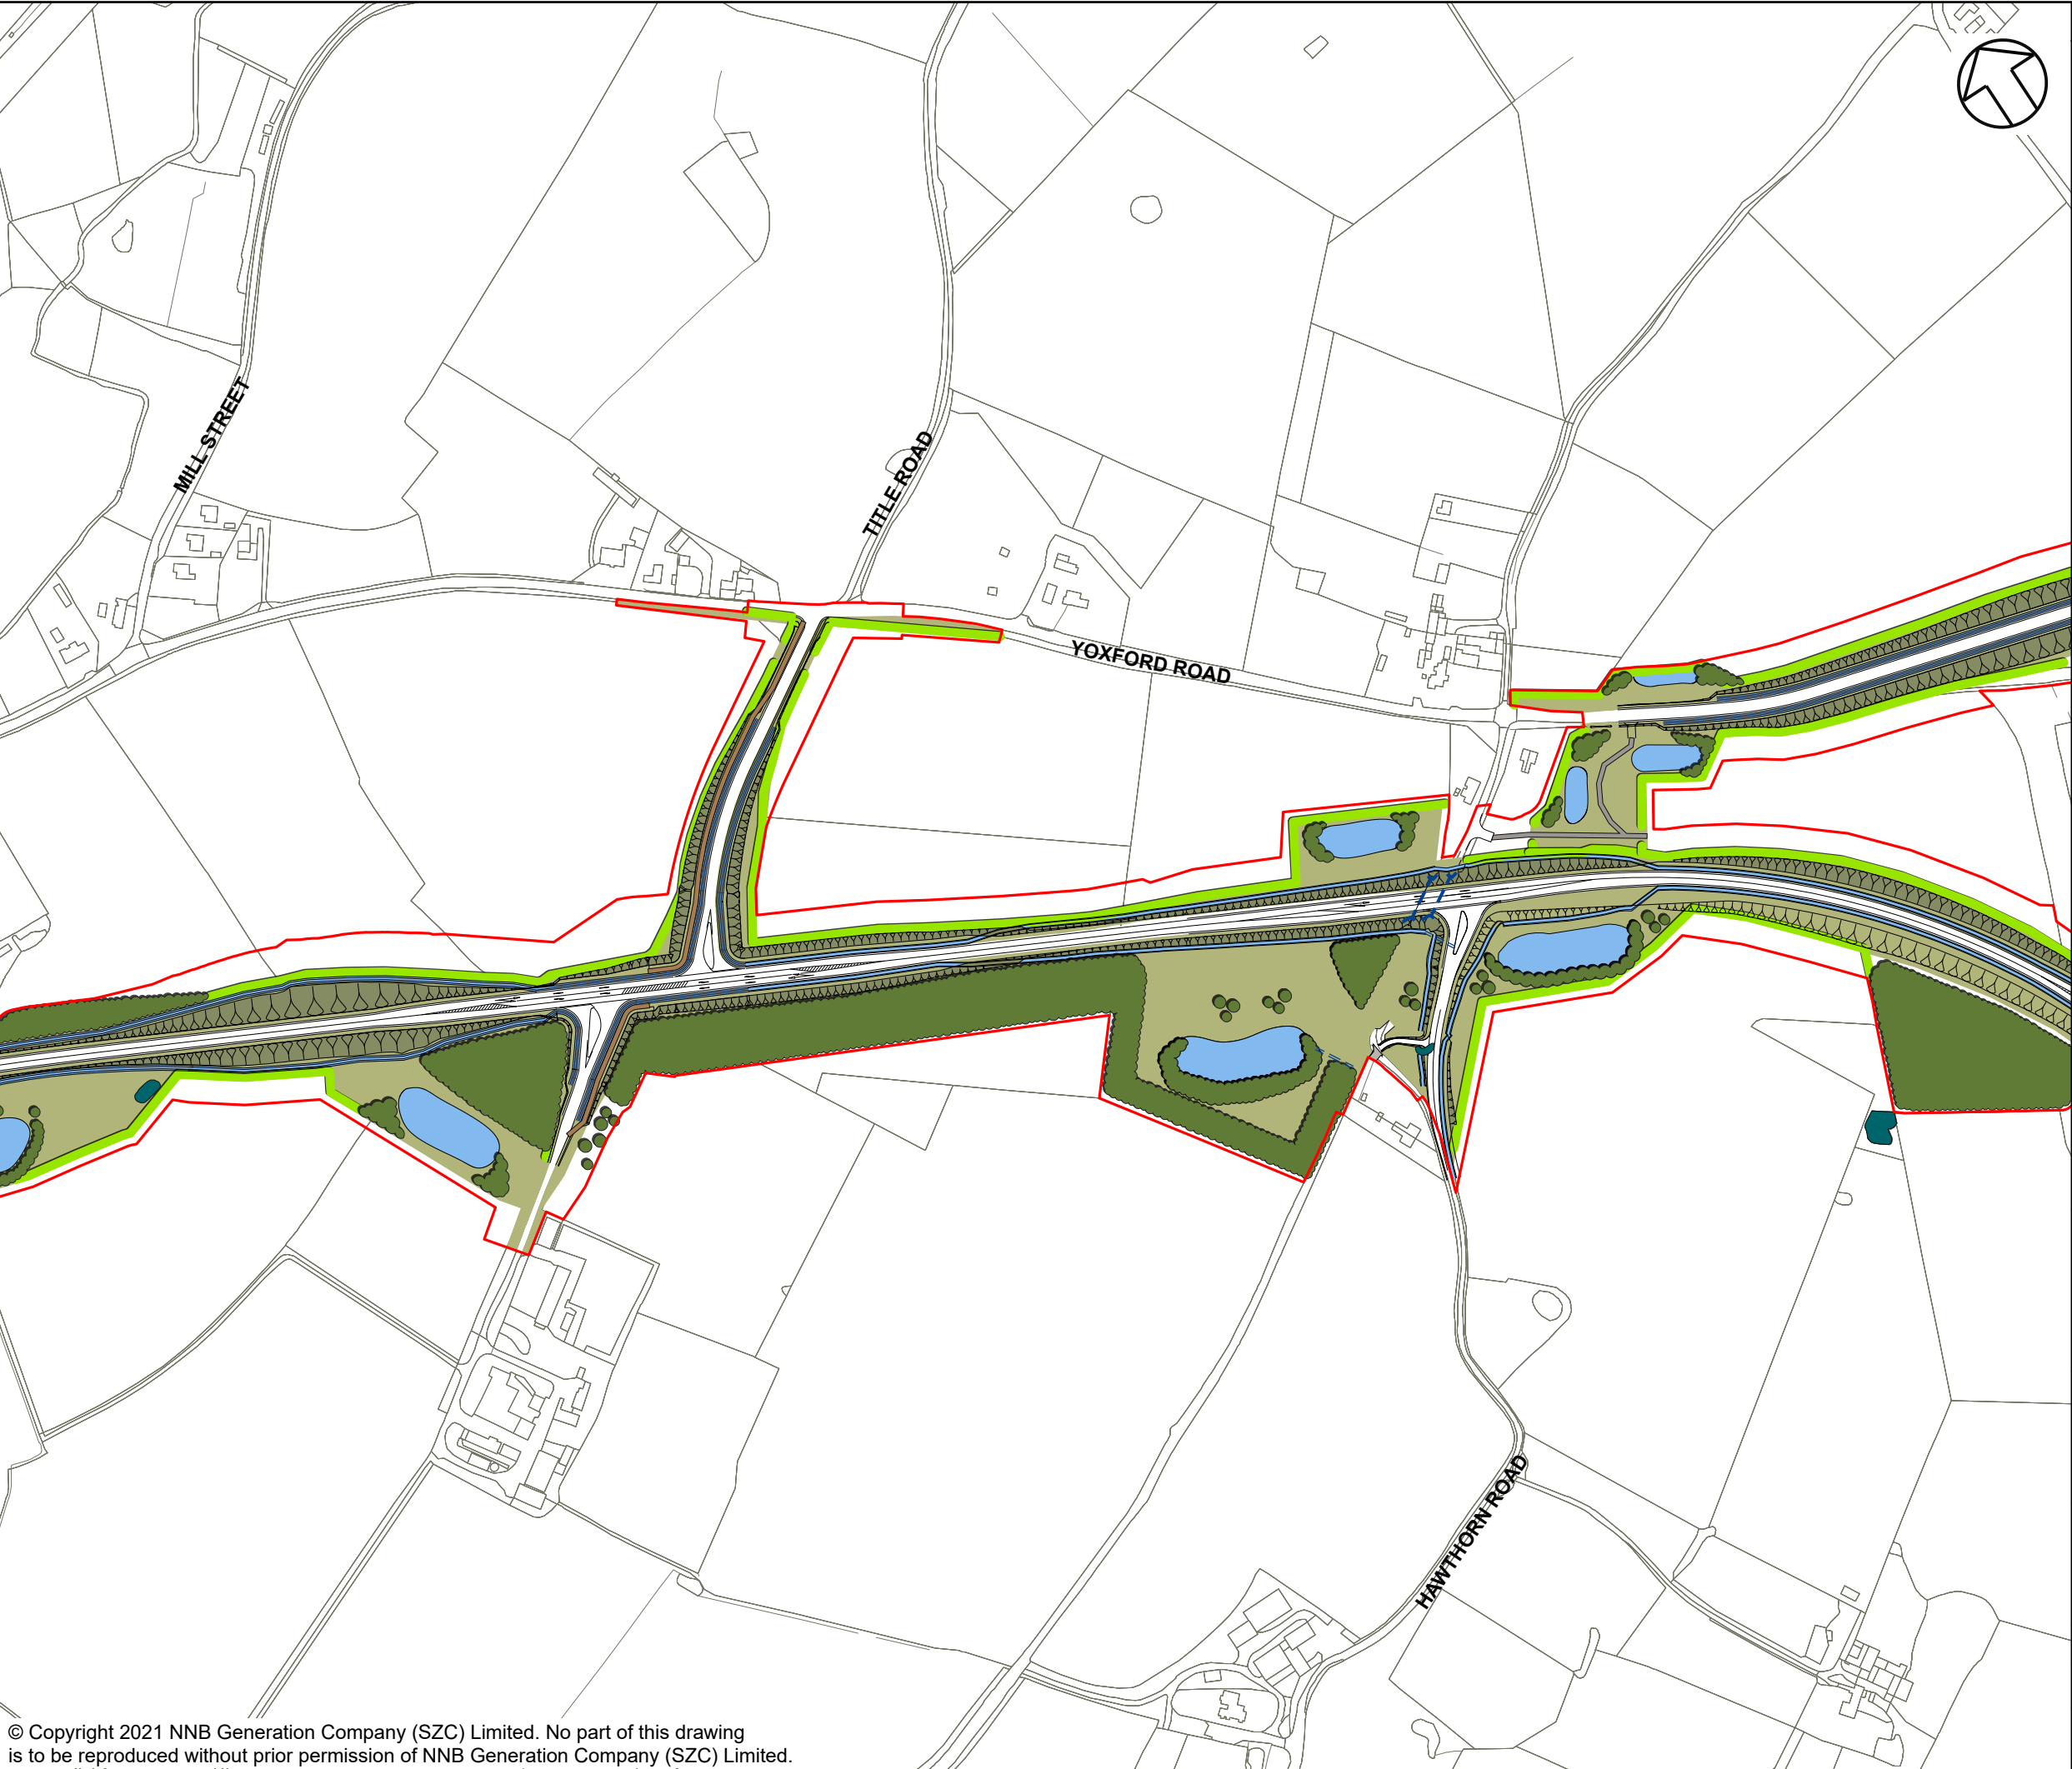 MILL STREET
TITLE ROAD
YOXFORD ROAD
HAWTHORN ROAD
© Copyright 2021 NNB Generation Company (SZC) Limited. No part of this drawing
is to be reproduced without prior permission of NNB Generation Company (SZC) Limited.